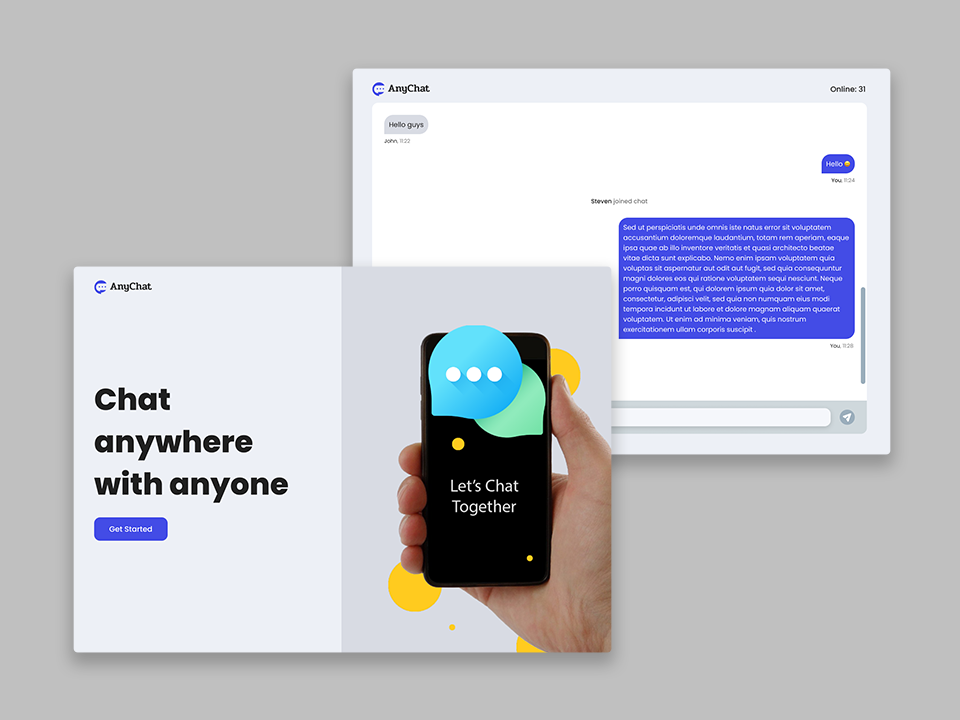 AnyChat
Online: 31
Hello guys
John, 11:22
Hello 😄
You, 11:24
Steven joined chat
Sed ut perspiciatis unde omnis iste natus error sit voluptatem
accusantium doloremque laudantium, totam rem aperiam, eaque
ipsa quae ab illo inventore veritatis et quasi architecto beatae
vitae dicta sunt explicabo. Nemo enim ipsam voluptatem quia
voluptas sit aspernatur aut odit aut fugit, sed quia consequuntur
magni dolores eos qui ratione voluptatem sequi nesciunt. Neque
porro quisquam est, qui dolorem ipsum quia dolor sit amet,
consectetur, adipisci velit, sed quia non numquam eius modi
tempora incidunt ut labore et dolore magnam aliquam quaerat
voluptatem. Ut enim ad minima veniam, quis nostrum
exercitationem ullam corporis suscipit .
You, 11:26
AnyChat
Chat
anywhere
with anyone
Get Started
Let's Chat
Together